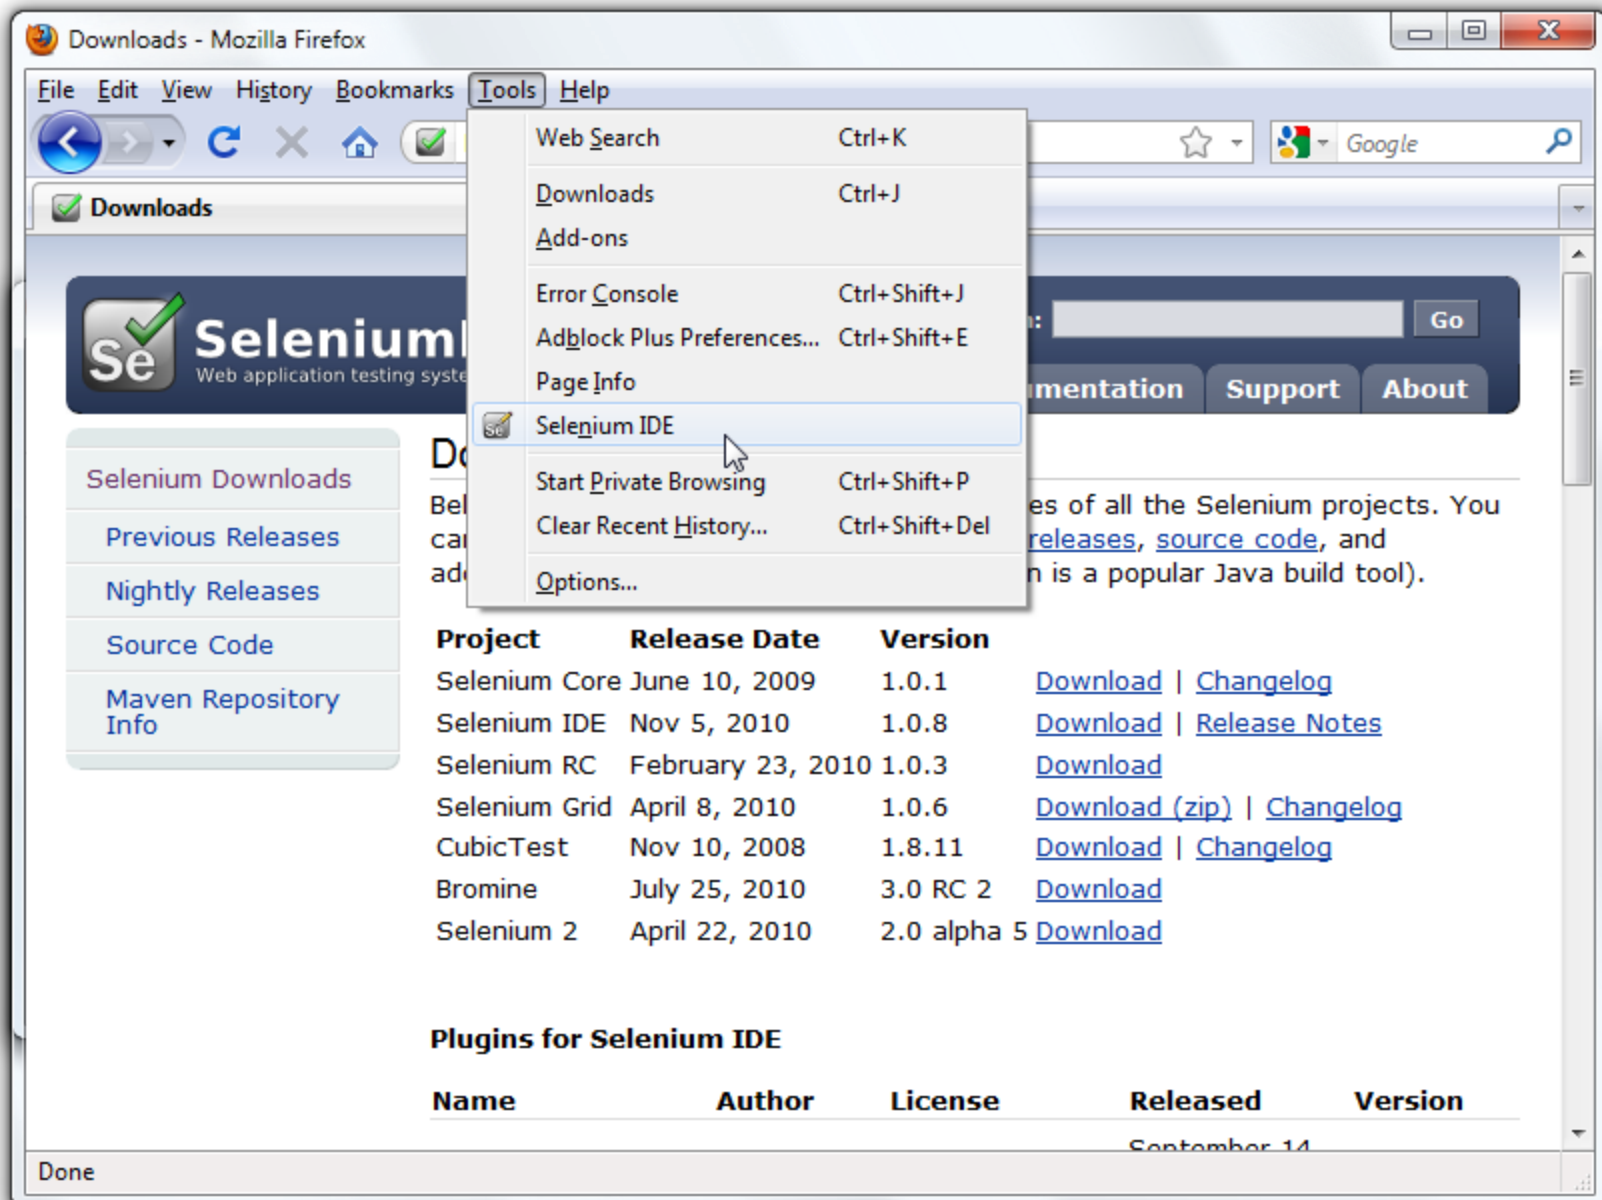 Downloads - Mozilla Firefox
File Edit View History Bookmarks Tools Help
Google
Downloads
Web Search Ctrl+K
Downloads Ctrl+J
Add-ons
Error Console Ctrl+Shift+J
Adblock Plus Preferences... Ctrl+Shift+E
Page Info
Selenium IDE
Start Private Browsing Ctrl+Shift+P
Clear Recent History... Ctrl+Shift+Del
Options...
Se Selenium
Web application testing
Go
Support About
Selenium Downloads
Previous Releases
Nightly Releases
Source Code
Maven Repository
Info
of all the Selenium projects. You
releases, source code, and
is a popular Java build tool).
Project Release Date Version
Selenium Core June 10, 2009 1.0.1 Download | Changelog
Selenium IDE Nov 5, 2010 1.0.8 Download | Release Notes
Selenium RC February 23, 2010 1.0.3 Download
Selenium Grid April 8, 2010 1.0.6 Download (zip) | Changelog
CubicTest Nov 10, 2008 1.8.11 Download | Changelog
Bromine July 25, 2010 3.0 RC 2 Download
Selenium 2 April 22, 2010 2.0 alpha 5 Download
Plugins for Selenium IDE
Name Author License Released Version
September 14
Done